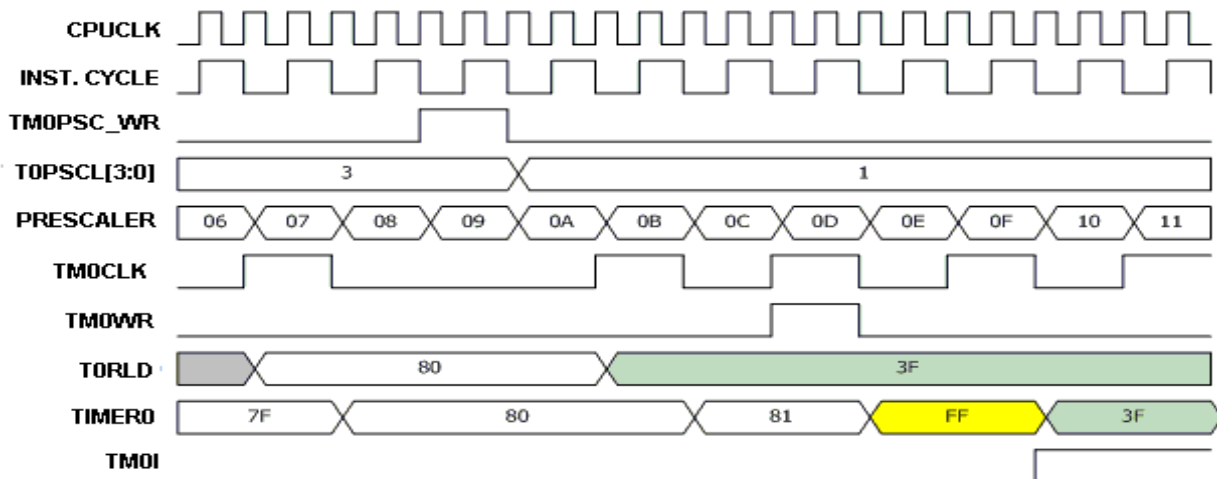 CPUCLK
INST. CYCLE
TM0PSC_WR
T0PSCL[3:0] 3 1
PRESCALER 06 07 08 09 0A 0B 0C 0D 0E 0F 10 11
TM0CLK
TM0WR
T0RLD 80 3F
TIMER0 7F 80 81 FF 3F
TM0I